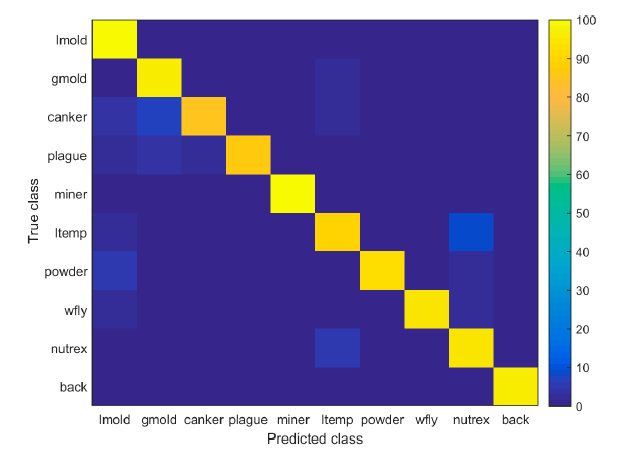 True class
lmold
gmold
canker
plague
miner
ltemp
powder
wfly
nutrex
back
lmold gmold canker plague miner ltemp powder wfly nutrex back
Predicted class
100
90
80
70
60
50
40
30
20
10
0